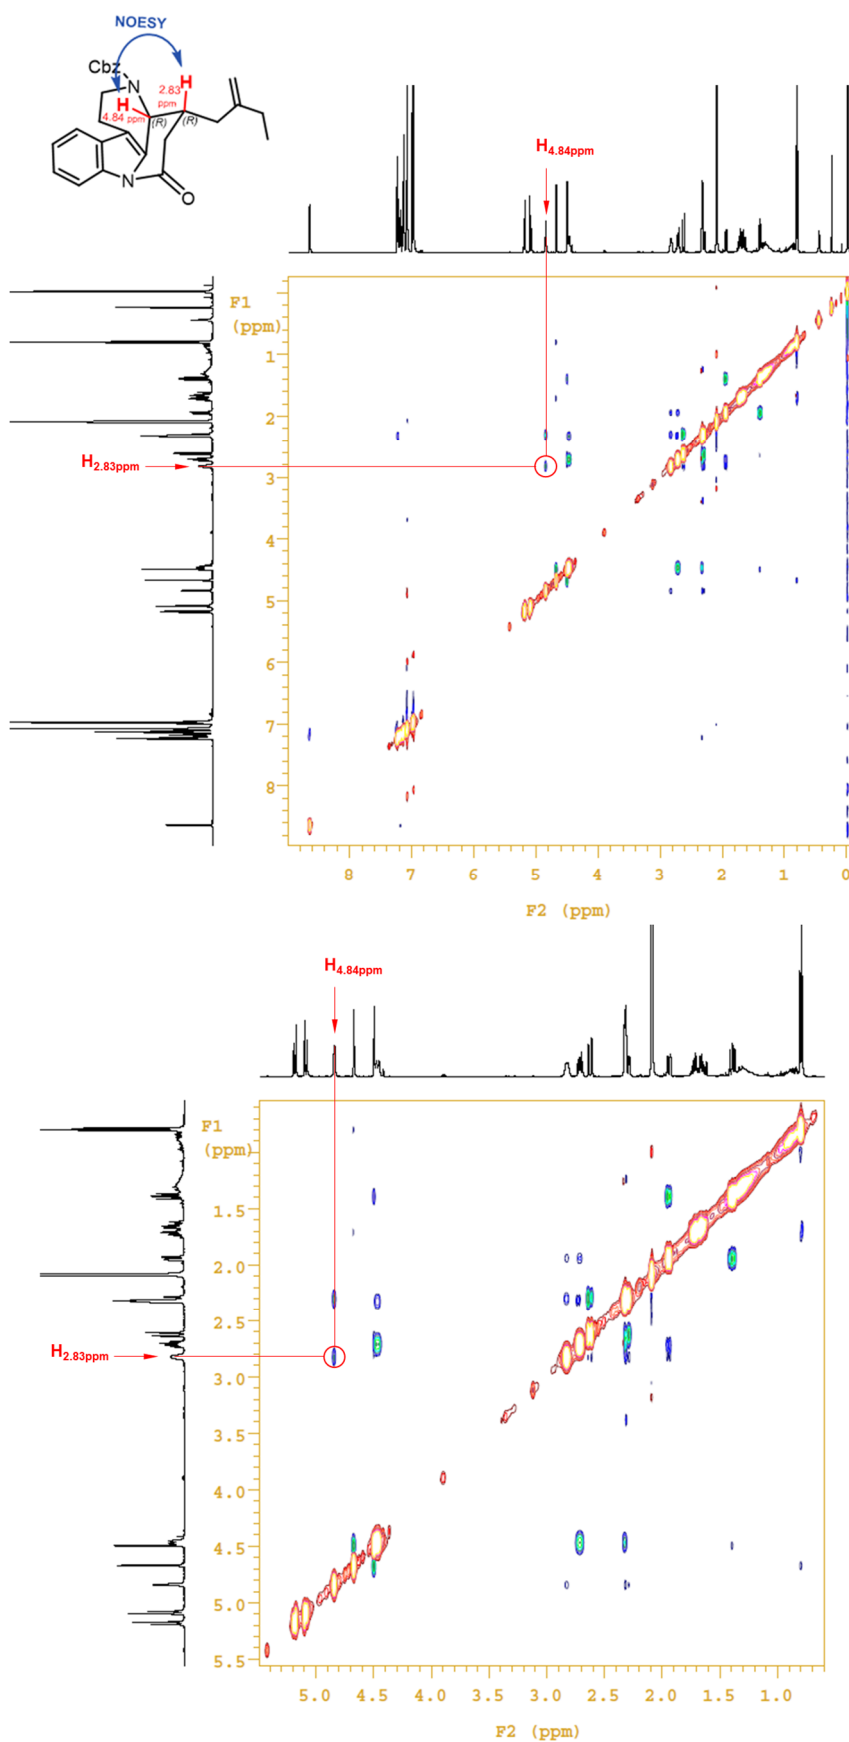 NOESY
Cbz
N
H
2.83
ppm
H
4.84 ppm
(R)
(R)
N
O
H4.84ppm
F1
(ppm)
1
2
H2.83ppm
3
4
5
6
7
8
8 7 6 5 4 3 2 1 0
F2 (ppm)
H4.84ppm
F1
(ppm)
1.5
2.0
2.5
H2.83ppm
3.0
3.5
4.0
4.5
5.0
5.5
5.0 4.5 4.0 3.5 3.0 2.5 2.0 1.5 1.0
F2 (ppm)